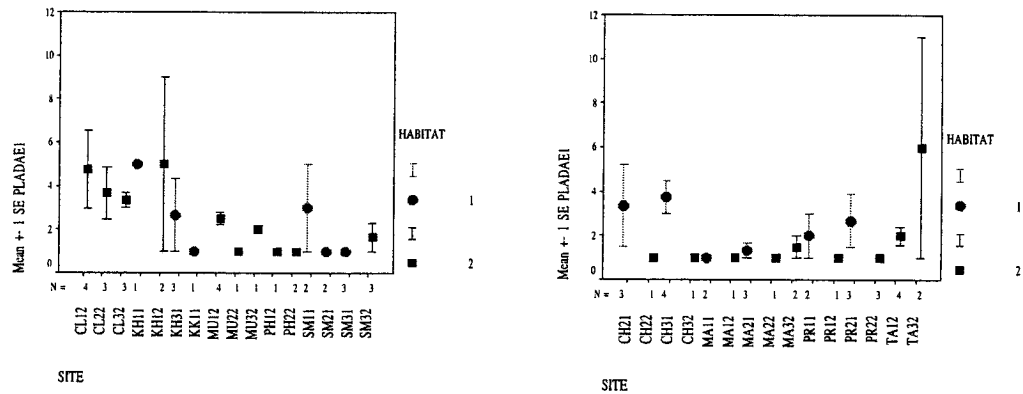 12
10
8
6
4
2
0
Mean +- 1 SE PLADAE1
N = 4 3 3 1 2 3 1 4 1 1 1 2 2 2 3 3
CL12
CL22
CL32
KH11
KH12
KH31
KK11
MU12
MU22
MU32
PH12
PH22
SM11
SM21
SM31
SM32
SITE
HABITAT
1
2
12
10
8
6
4
2
0
Mean +- 1 SE PLADAE1
N = 3 1 4 1 2 1 3 1 2 2 1 3 3 4 2
CH21
CH22
CH31
CH32
MA11
MA12
MA21
MA22
MA32
PR11
PR12
PR21
PR22
TA12
TA32
SITE
HABITAT
1
2